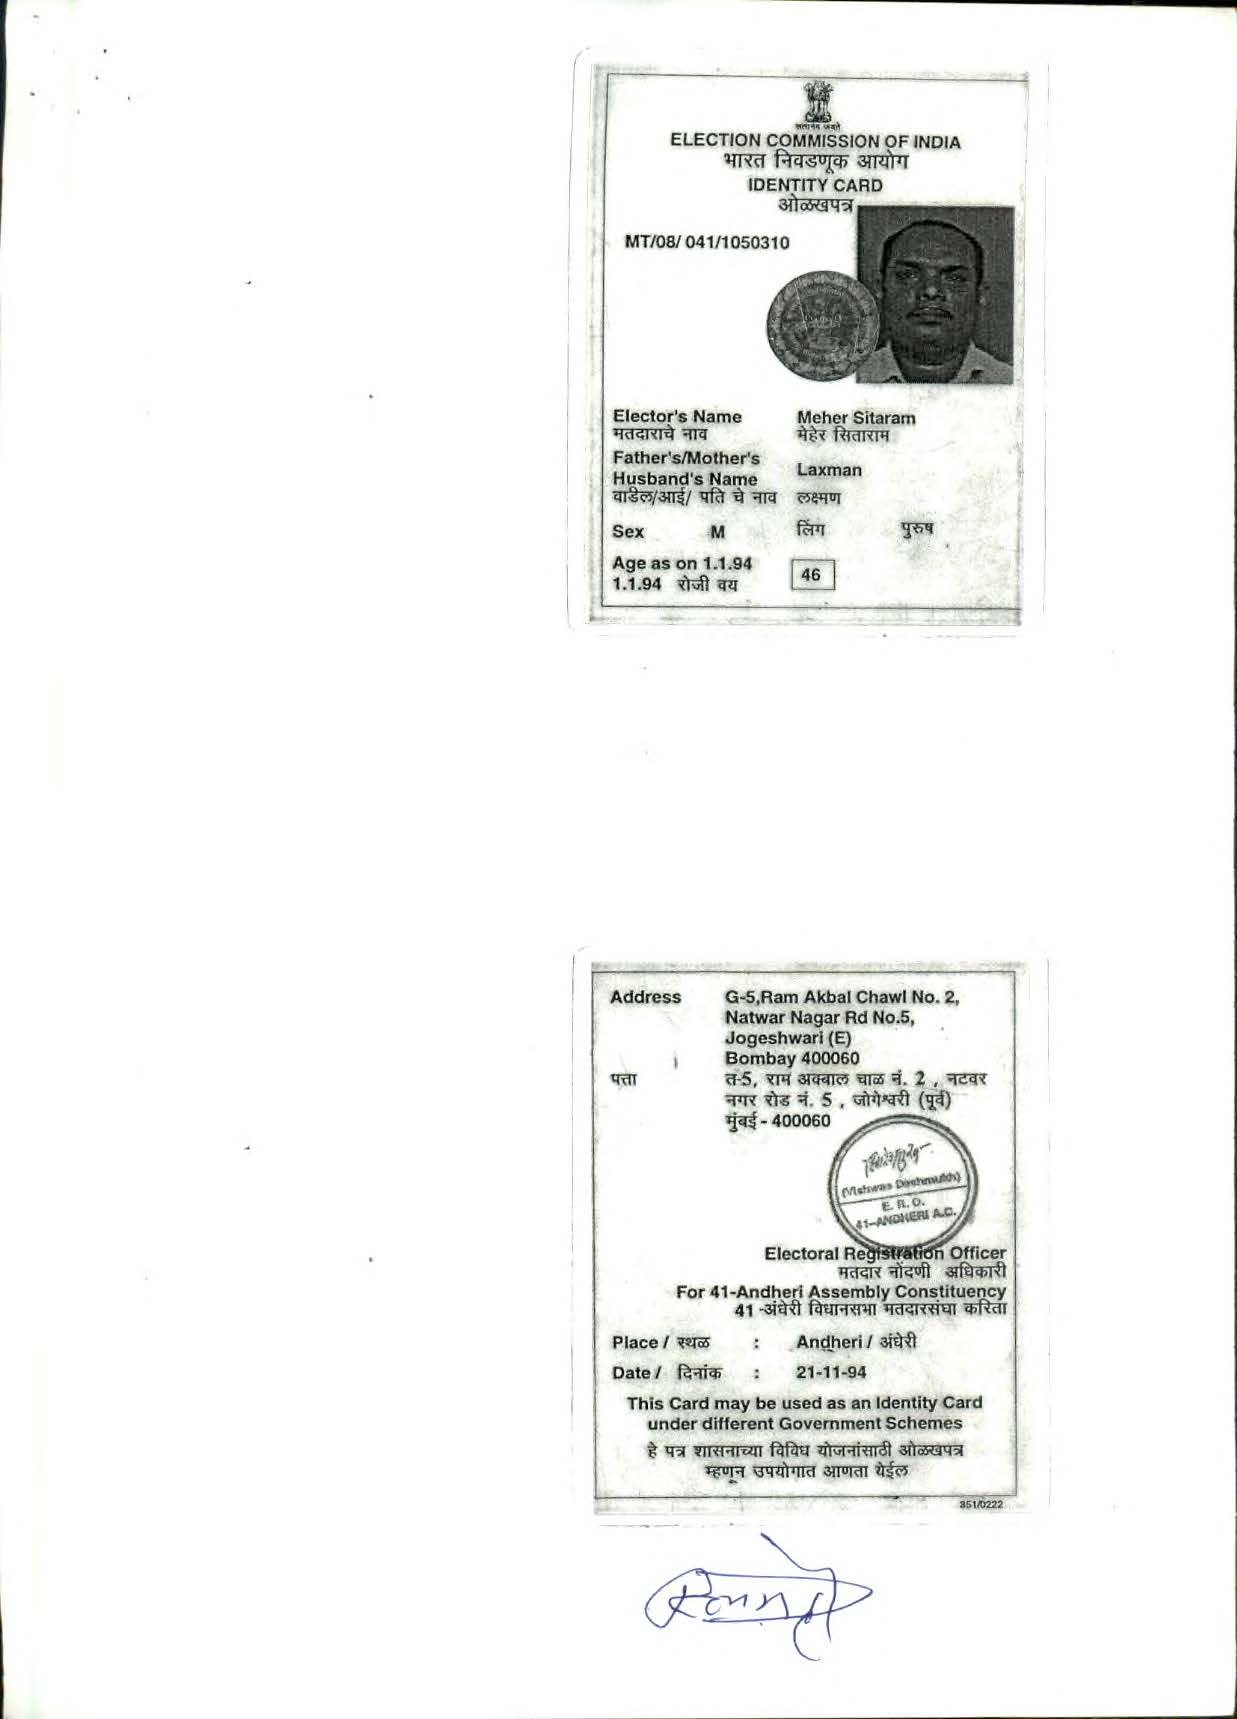 सत्यमेव जयते
ELECTION COMMISSION OF INDIA
भारत निवडणूक आयोग
IDENTITY CARD
ओळखपत्र
MT/08/ 041/1050310
Elector's Name Meher Sitaram
मतदाराचे नाव मेहेर सिताराम
Father's/Mother's
Husband's Name Laxman
वाडील/आई/ पति चे नाव लक्ष्मण
Sex M लिंग पुरुष
Age as on 1.1.94 46
1.1.94 रोजी वय
Address G-5,Ram Akbal Chawl No. 2,
Natwar Nagar Rd No.5,
Jogeshwari (E)
Bombay 400060
पत्ता त-5, राम अक्बाल चाळ नं. 2 , नटवर
नगर रोड नं. 5 , जोगेश्वरी (पूर्व)
मुंबई - 400060
(Vishwas Deshmukh)
E. R. O.
41-ANDHERI A.C.
Electoral Registration Officer
मतदार नोंदणी अधिकारी
For 41-Andheri Assembly Constituency
41 -अंधेरी विधानसभा मतदारसंघा करिता
Place / स्थळ : Andheri / अंधेरी
Date / दिनांक : 21-11-94
This Card may be used as an Identity Card
under different Government Schemes
हे पत्र शासनाच्या विविध योजनांसाठी ओळखपत्र
म्हणून उपयोगात आणता येईल
351/0222